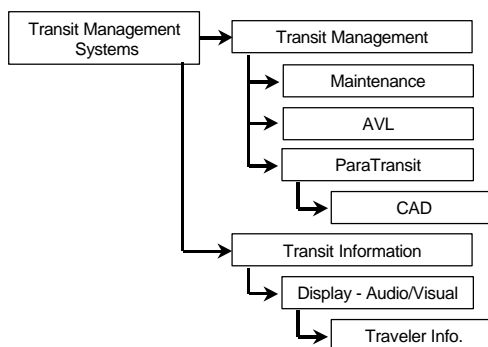 Transit Management
Systems
Transit Management
Maintenance
AVL
ParaTransit
CAD
Transit Information
Display - Audio/Visual
Traveler Info.